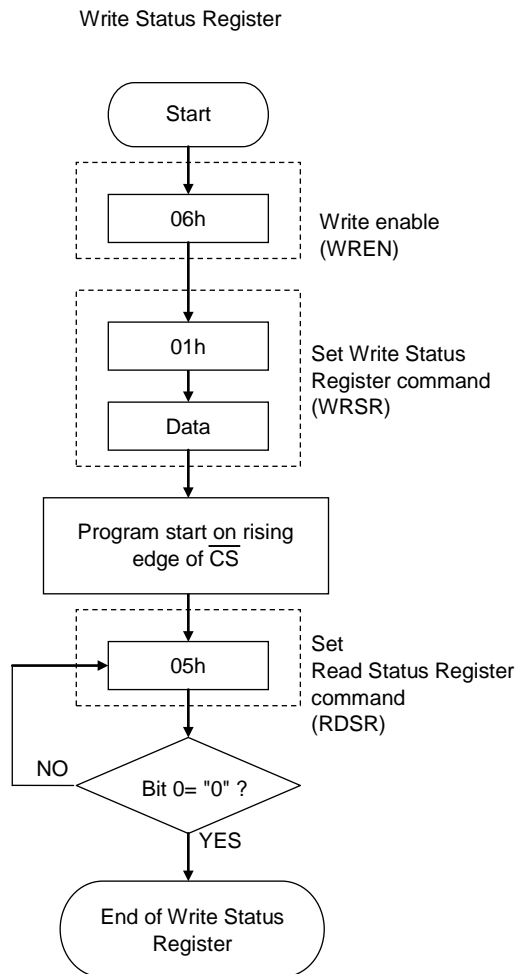 Write Status Register
Start
06h
Write enable
(WREN)
01h
Set Write Status
Register command
(WRSR)
Data
Program start on rising
edge of C̅S̅
05h
Set
Read Status Register
command
(RDSR)
NO
Bit 0= "0" ?
YES
End of Write Status
Register